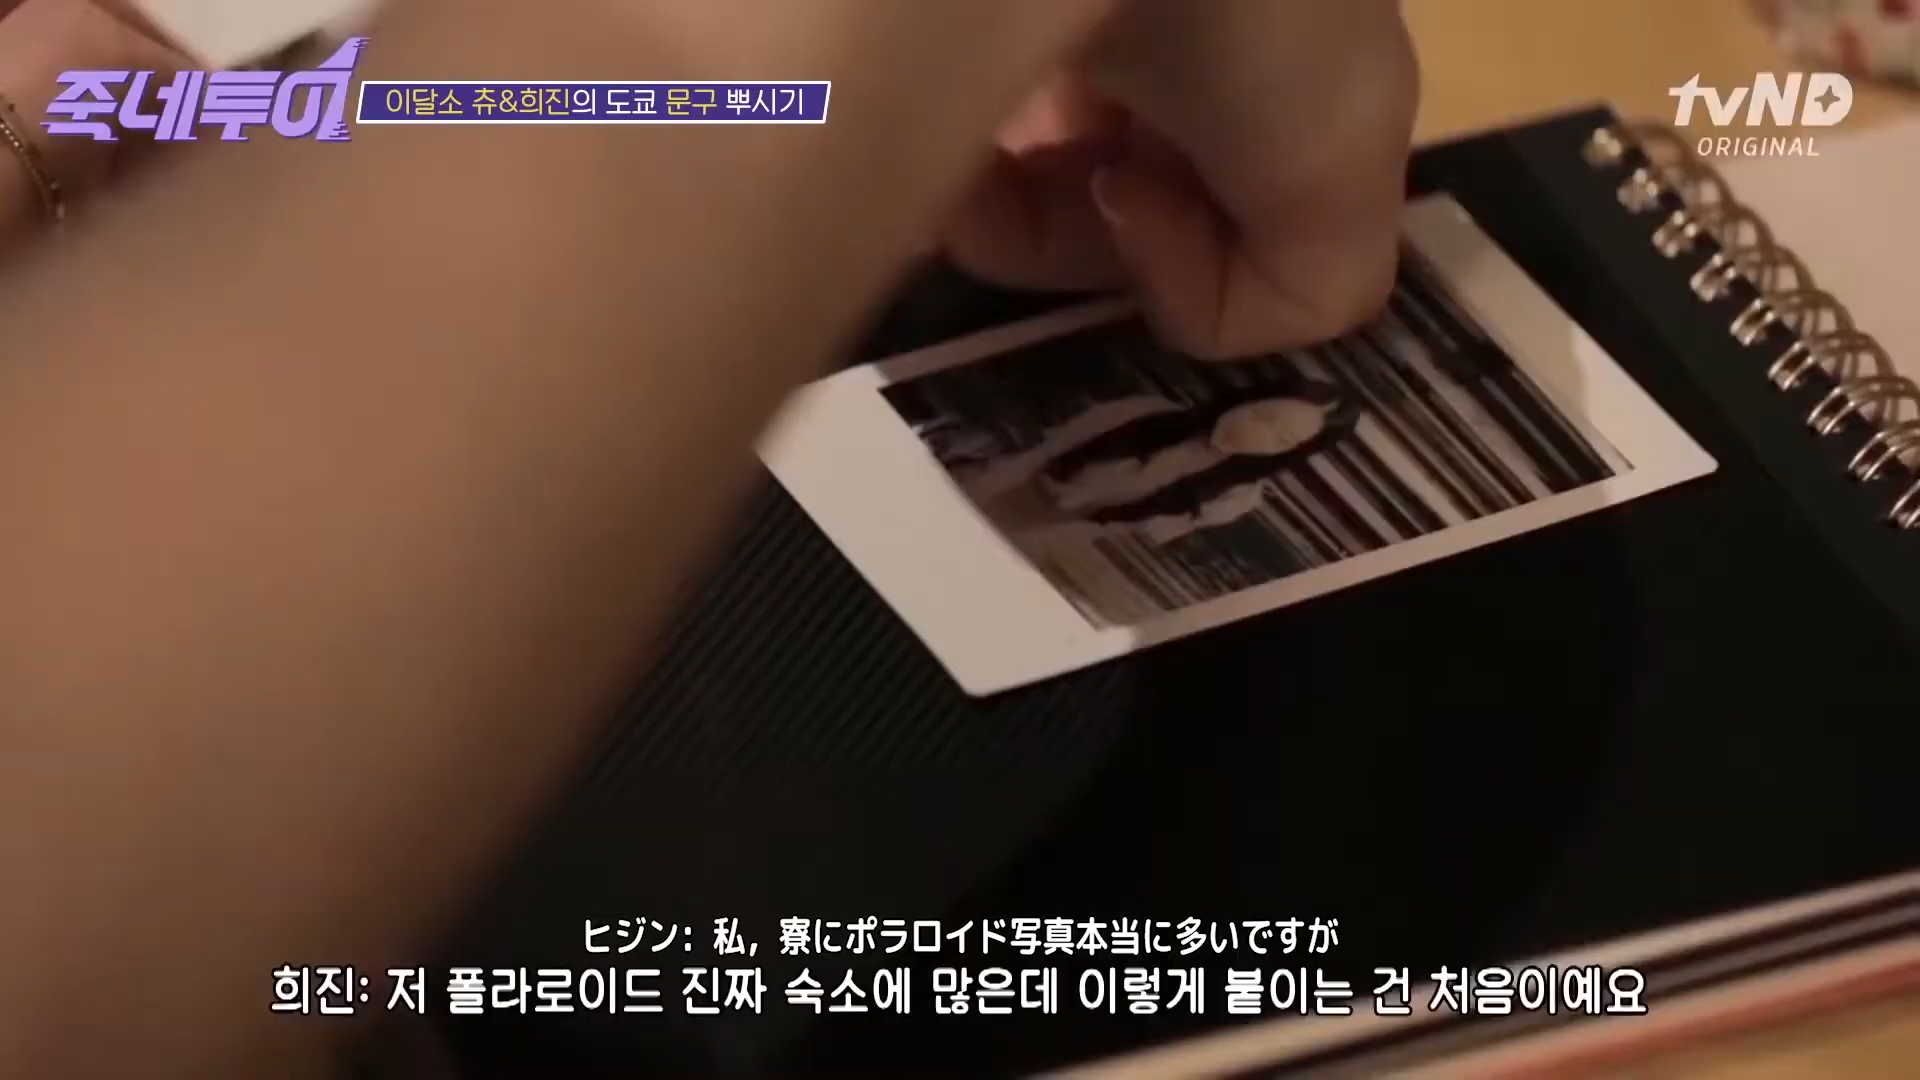 죽네투어
이달소 츄&희진의 도쿄 문구 뿌시기
tvND
ORIGINAL
ヒジン: 私, 寮にポラロイド写真本当に多いですが
희진: 저 폴라로이드 진짜 숙소에 많은데 이렇게 붙이는 건 처음이예요